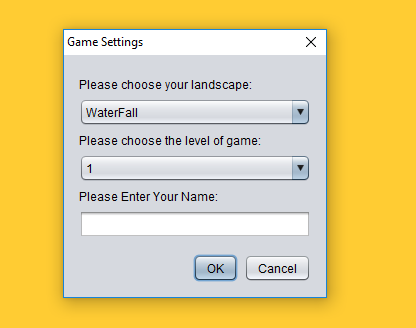 Game Settings
Please choose your landscape:
WaterFall
Please choose the level of game:
1
Please Enter Your Name:
OK Cancel